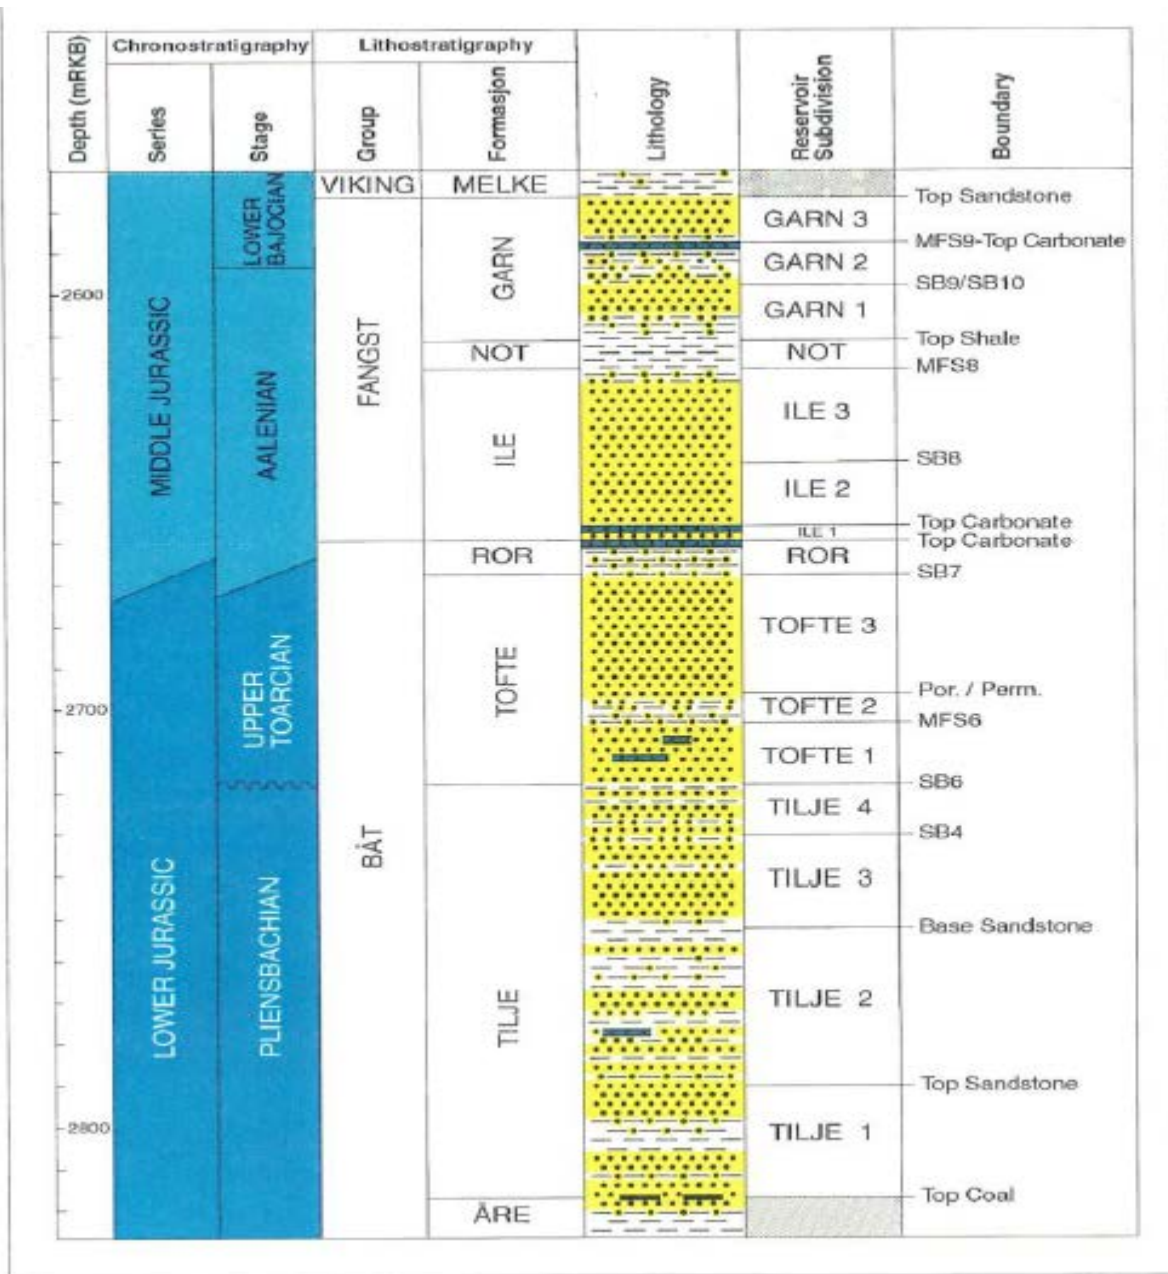 Depth (mRKB)
Chronostratigraphy
Lithostratigraphy
Series
Stage
Group
Formasjon
Lithology
Reservoir
Subdivision
Boundary
2600
2700
2800
MIDDLE JURASSIC
LOWER JURASSIC
LOWER
BAJOCIAN
AALENIAN
UPPER
TOARCIAN
PLIENSBACHIAN
VIKING
FANGST
BÅT
MELKE
GARN
NOT
ILE
ROR
TOFTE
TILJE
ÅRE
GARN 3
GARN 2
GARN 1
NOT
ILE 3
ILE 2
ILE 1
ROR
TOFTE 3
TOFTE 2
TOFTE 1
TILJE 4
TILJE 3
TILJE 2
TILJE 1
Top Sandstone
MFS9-Top Carbonate
SB9/SB10
Top Shale
MFS8
SB8
Top Carbonate
Top Carbonate
SB7
Por. / Perm.
MFS6
SB6
SB4
Base Sandstone
Top Sandstone
Top Coal